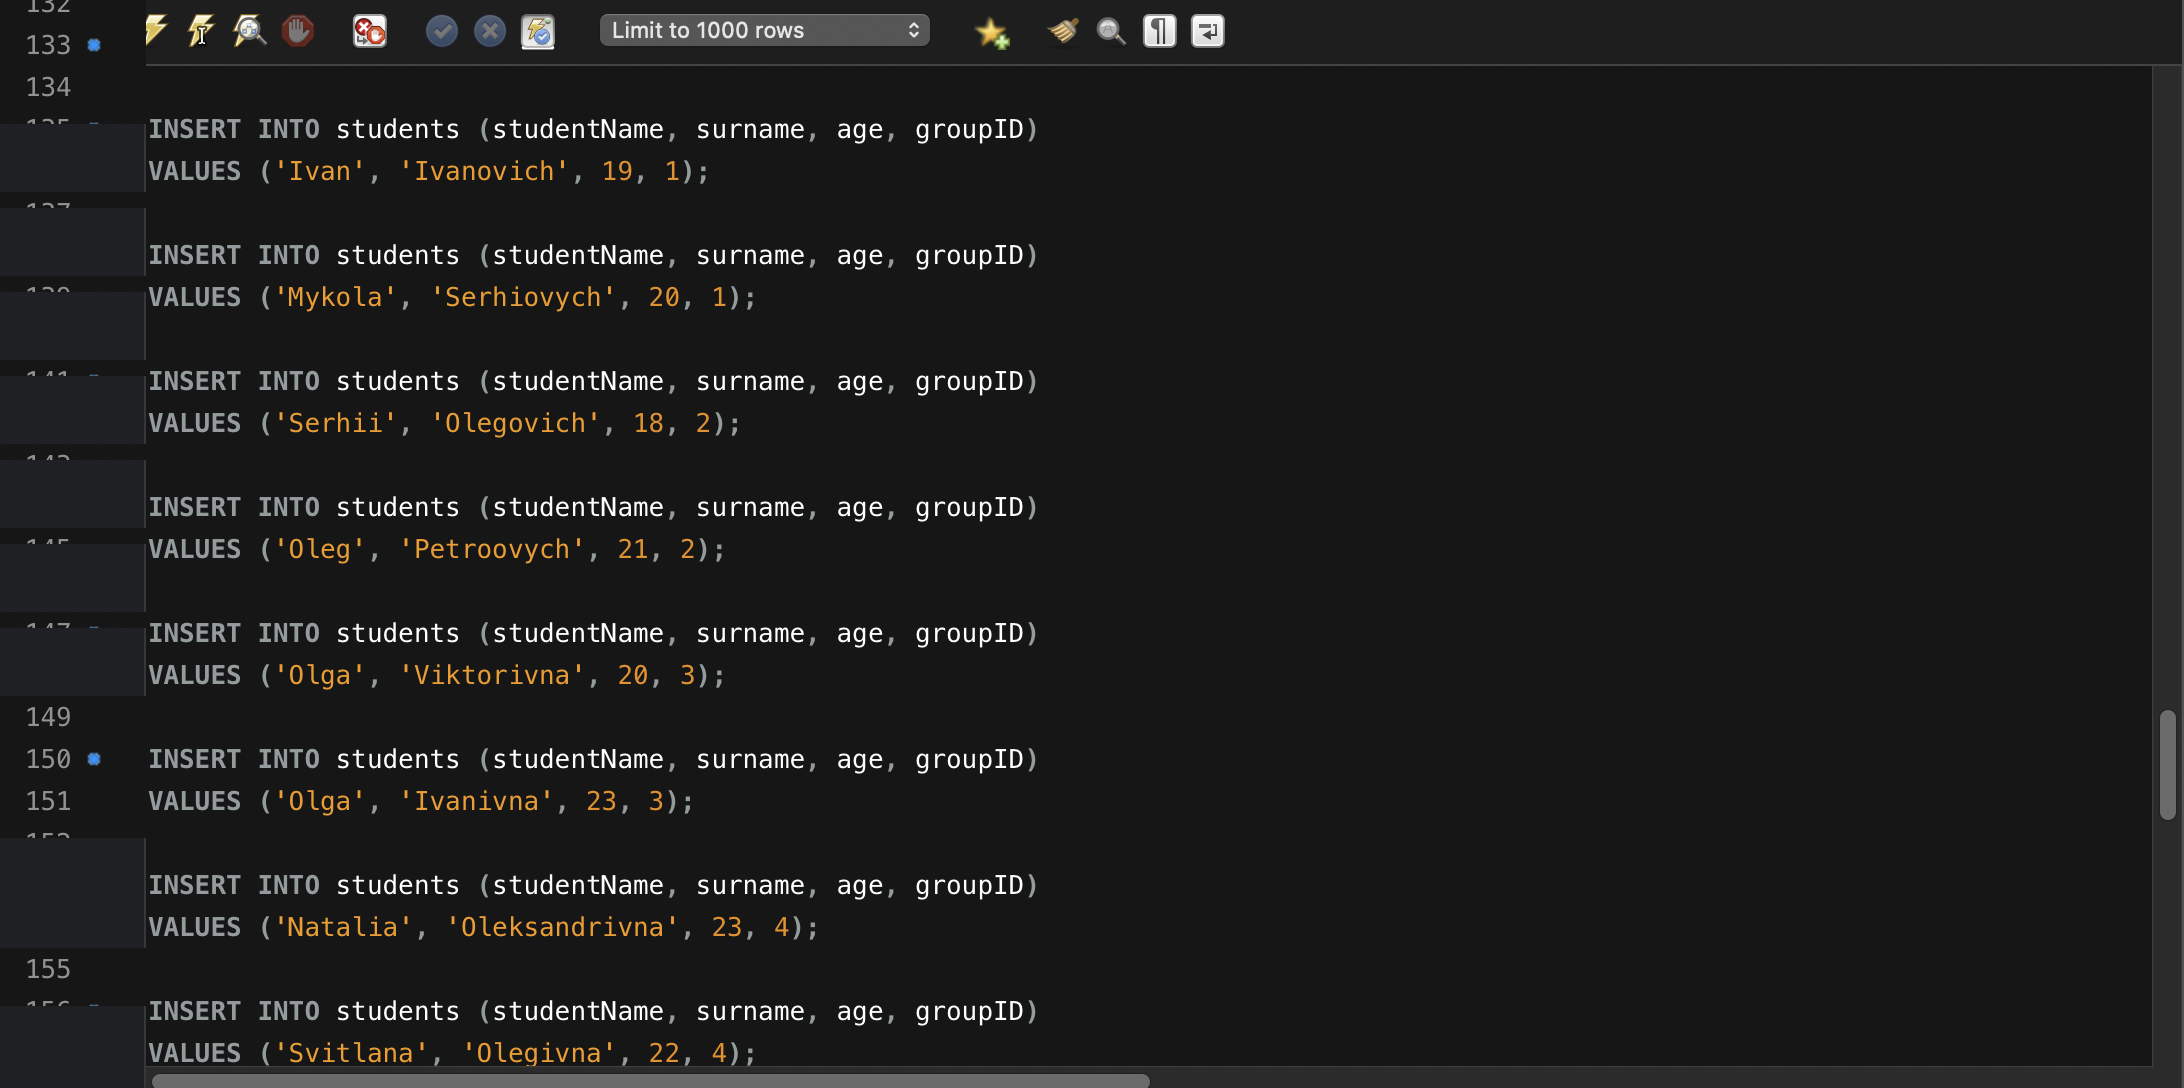 132
133
Limit to 1000 rows
134
INSERT INTO students (studentName, surname, age, groupID)
VALUES ('Ivan', 'Ivanovich', 19, 1);
INSERT INTO students (studentName, surname, age, groupID)
VALUES ('Mykola', 'Serhiovych', 20, 1);
INSERT INTO students (studentName, surname, age, groupID)
VALUES ('Serhii', 'Olegovich', 18, 2);
INSERT INTO students (studentName, surname, age, groupID)
VALUES ('Oleg', 'Petroovych', 21, 2);
INSERT INTO students (studentName, surname, age, groupID)
VALUES ('Olga', 'Viktorivna', 20, 3);
149
150 INSERT INTO students (studentName, surname, age, groupID)
151 VALUES ('Olga', 'Ivanivna', 23, 3);
INSERT INTO students (studentName, surname, age, groupID)
VALUES ('Natalia', 'Oleksandrivna', 23, 4);
155
INSERT INTO students (studentName, surname, age, groupID)
VALUES ('Svitlana', 'Olegivna', 22, 4);